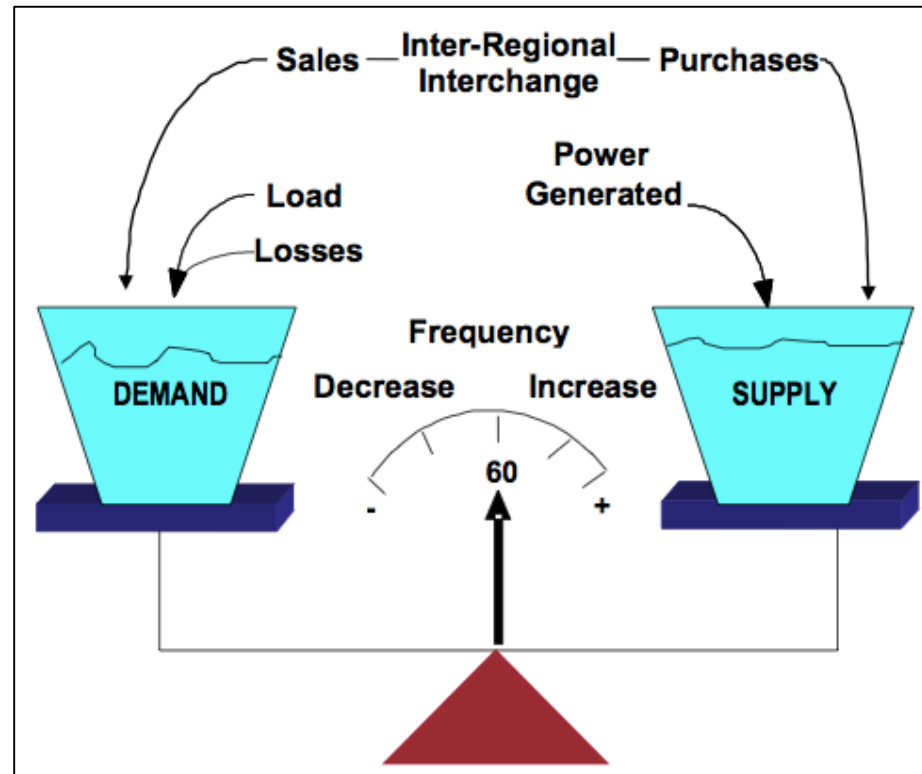 Sales
Inter-Regional
Interchange
Purchases
Power
Generated
Load
Losses
Frequency
Decrease
Increase
DEMAND
SUPPLY
60
-
+